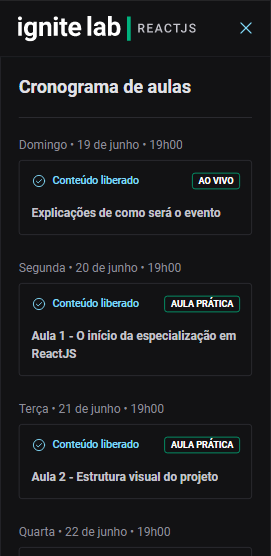 ignite lab REACTJS
Cronograma de aulas
Domingo • 19 de junho • 19h00
Conteúdo liberado AO VIVO
Explicações de como será o evento
Segunda • 20 de junho • 19h00
Conteúdo liberado AULA PRÁTICA
Aula 1 - O início da especialização em
ReactJS
Terça • 21 de junho • 19h00
Conteúdo liberado AULA PRÁTICA
Aula 2 - Estrutura visual do projeto
Quarta • 22 de junho • 19h00